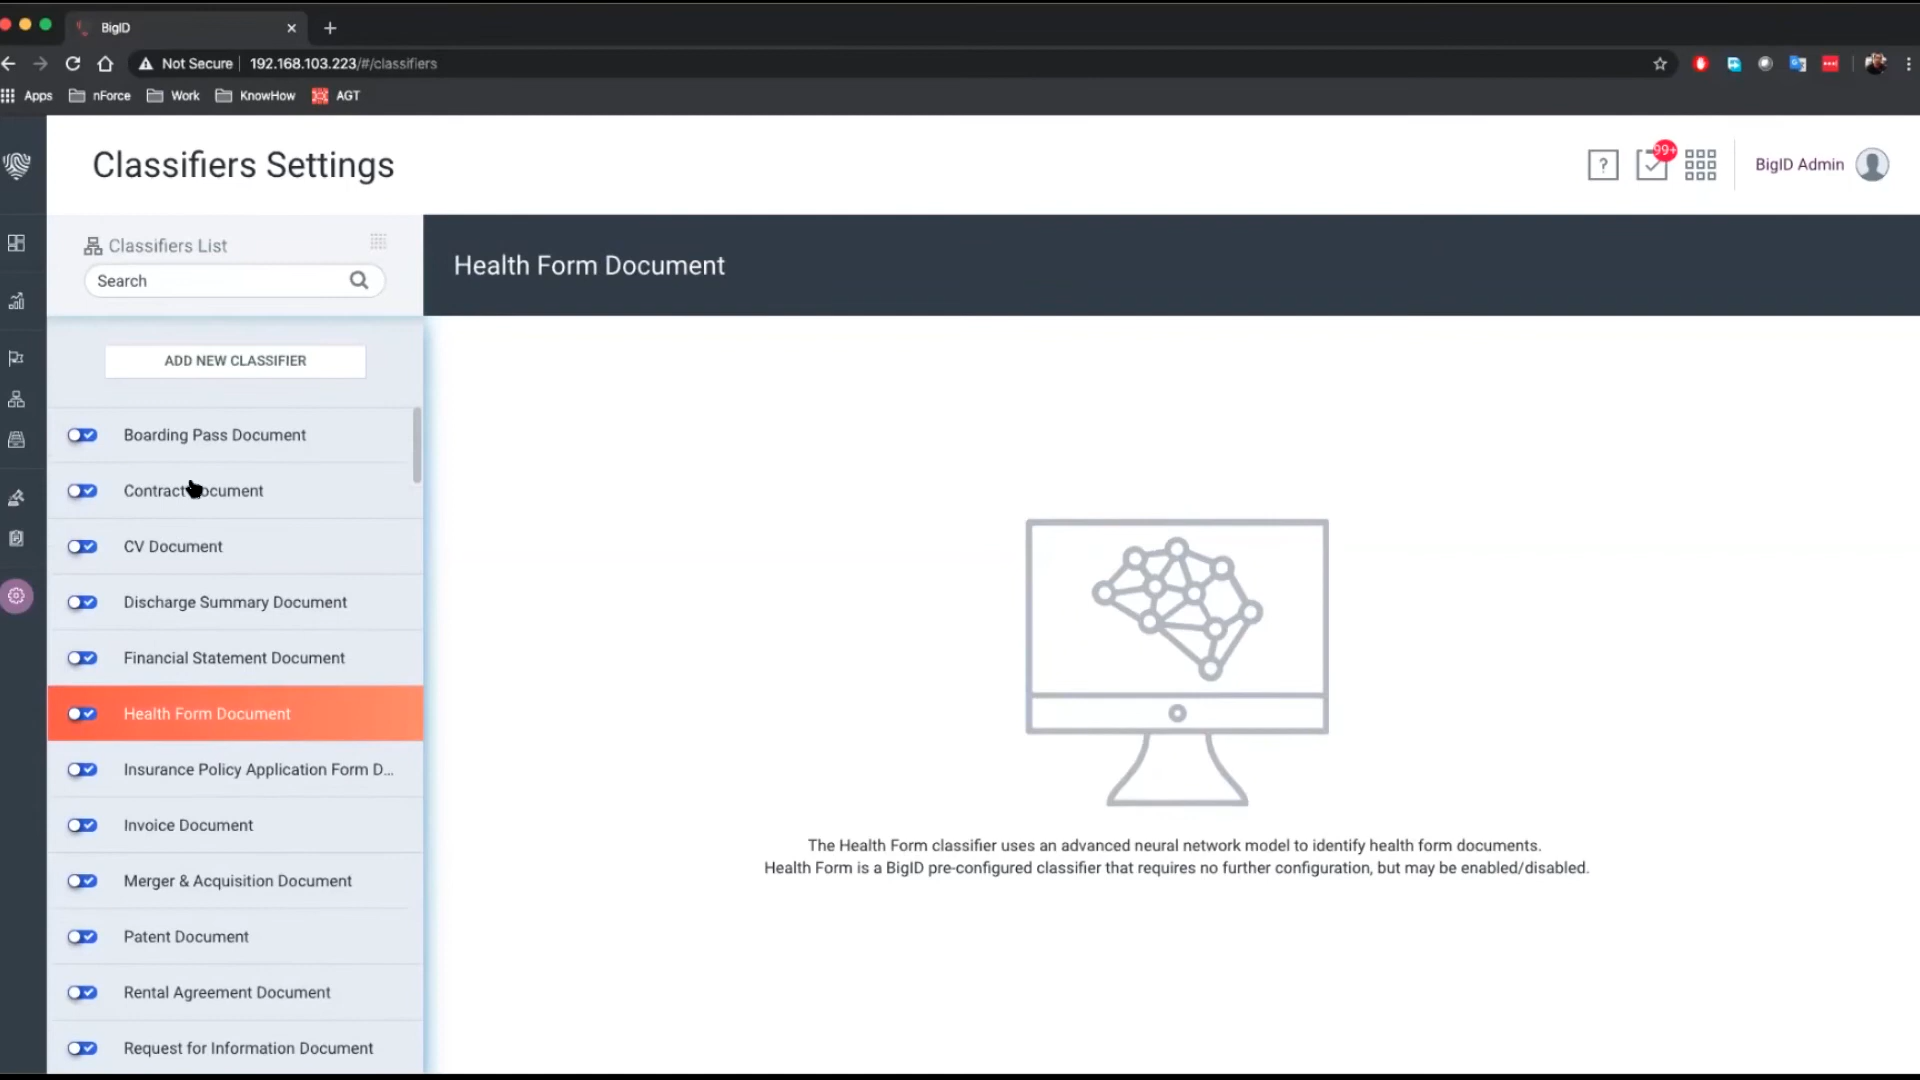 BigID
Not Secure
192.168.103.223/#/classifiers
Apps
nForce
Work
KnowHow
AGT
Classifiers Settings
?
99+
BigID Admin
Classifiers List
Search
Health Form Document
ADD NEW CLASSIFIER
Boarding Pass Document
Contract Document
CV Document
Discharge Summary Document
Financial Statement Document
Health Form Document
Insurance Policy Application Form D...
Invoice Document
Merger & Acquisition Document
Patent Document
Rental Agreement Document
Request for Information Document
The Health Form classifier uses an advanced neural network model to identify health form documents.
Health Form is a BigID pre-configured classifier that requires no further configuration, but may be enabled/disabled.